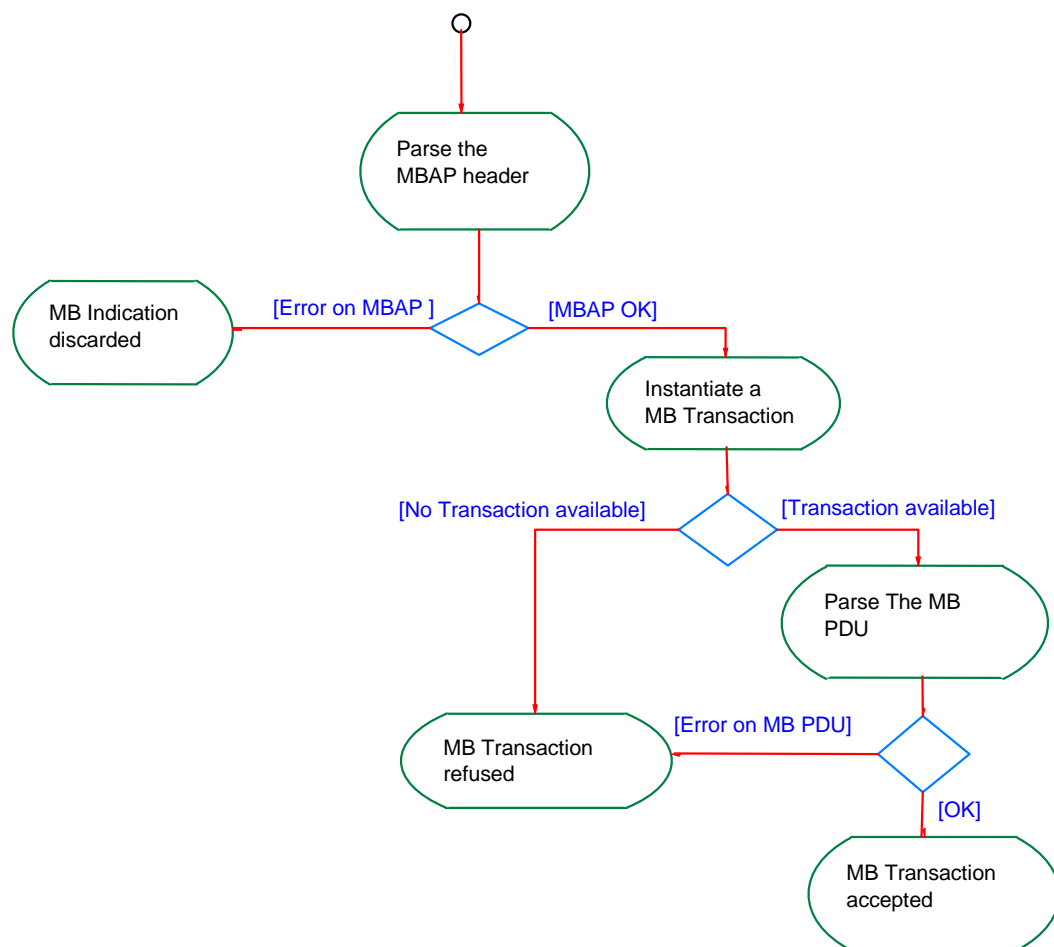 Parse the
MBAP header
[Error on MBAP ]
[MBAP OK]
MB Indication
discarded
Instantiate a
MB Transaction
[No Transaction available]
[Transaction available]
Parse The MB
PDU
[Error on MB PDU]
MB Transaction
refused
[OK]
MB Transaction
accepted